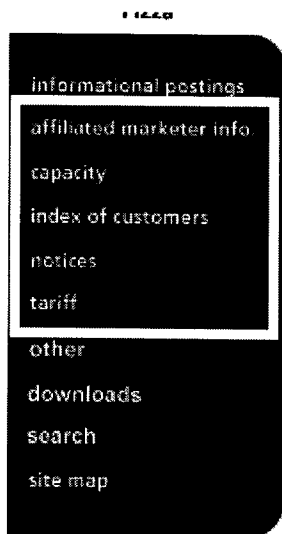 informational postings
affiliated marketer info.
capacity
index of customers
notices
tariff
other
downloads
search
site map